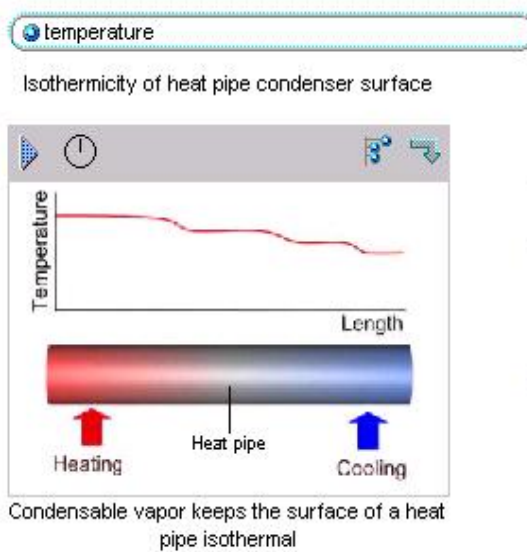 temperature
Isothermicity of heat pipe condenser surface
Temperature
Length
Heat pipe
Heating
Cooling
Condensable vapor keeps the surface of a heat
pipe isothermal